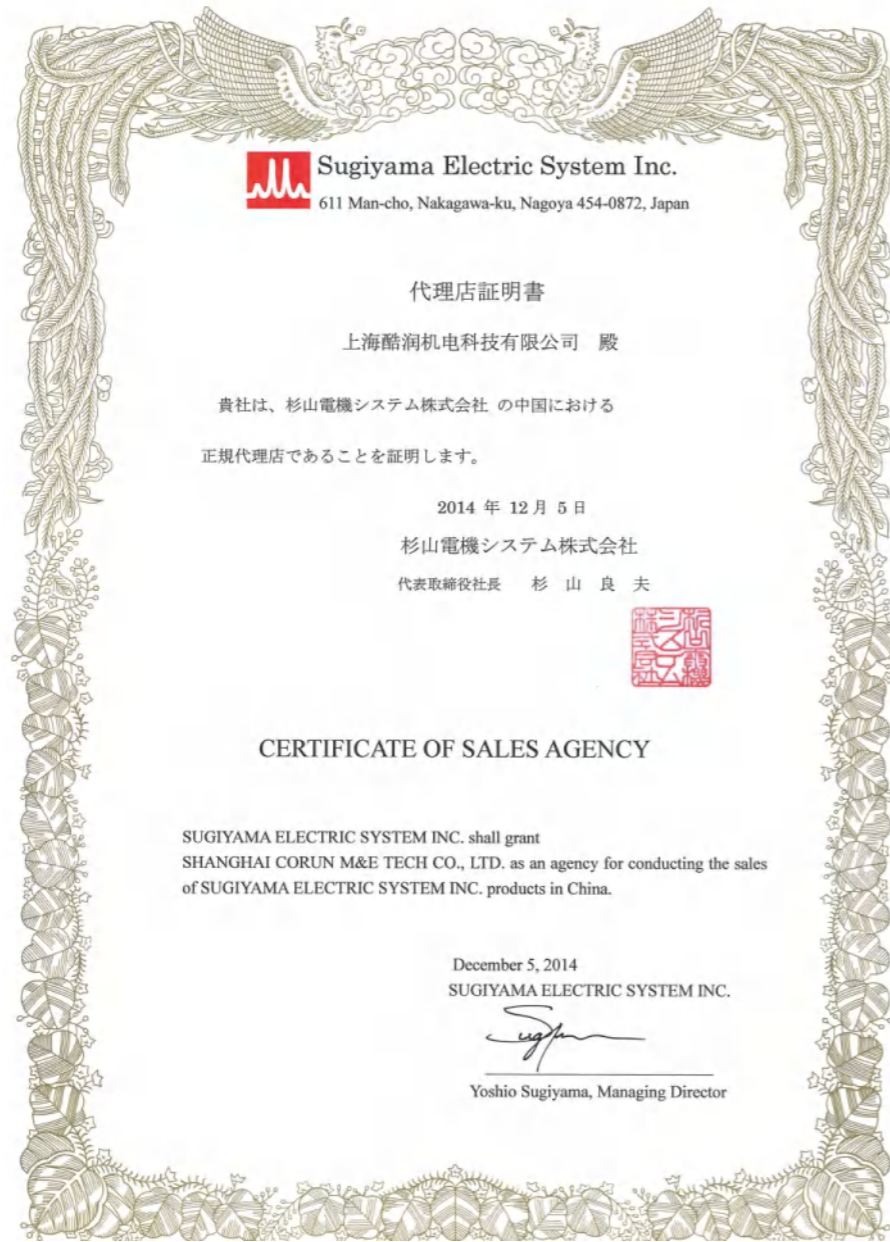 Sugiyama Electric System Inc.
611 Man-cho, Nakagawa-ku, Nagoya 454-0872, Japan
代理店証明書
上海酷润机电科技有限公司 殿
貴社は、杉山電機システム株式会社 の中国における
正規代理店であることを証明します。
2014 年 12 月 5 日
杉山電機システム株式会社
代表取締役社長 杉 山 良 夫
CERTIFICATE OF SALES AGENCY
SUGIYAMA ELECTRIC SYSTEM INC. shall grant
SHANGHAI CORUN M&E TECH CO., LTD. as an agency for conducting the sales
of SUGIYAMA ELECTRIC SYSTEM INC. products in China.
December 5, 2014
SUGIYAMA ELECTRIC SYSTEM INC.
Yoshio Sugiyama, Managing Director